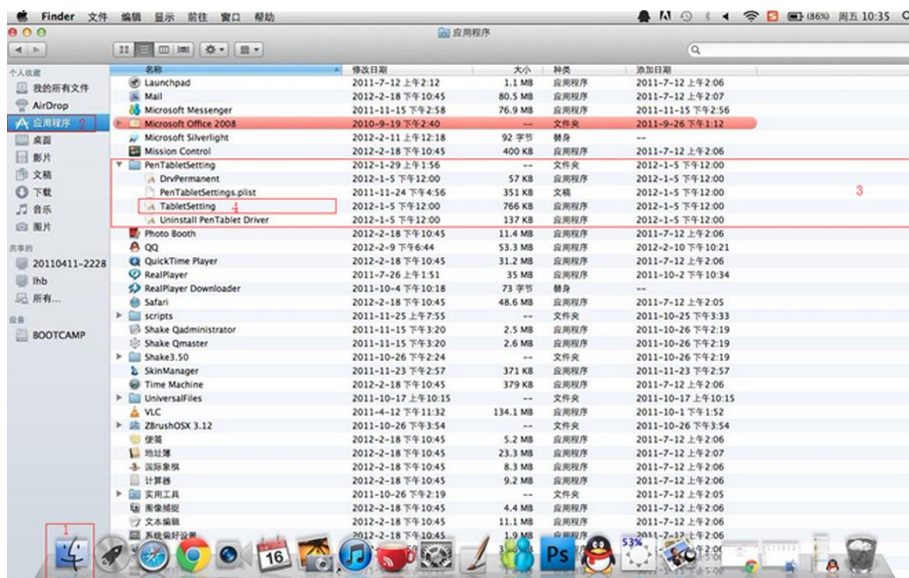 Finder 文件 编辑 显示 前往 窗口 帮助 (86%) 周五 10:35
应用程序
名称 修改日期 大小 种类 添加日期
个人收藏
我的所有文件
AirDrop
应用程序 2
桌面
影片
文稿
下载
音乐
图片
共享的
20110411-2228
lhb
所有...
设备
BOOTCAMP
Launchpad 2011-7-12 上午2:12 1.1 MB 应用程序 2011-7-12 上午2:06
Mail 2012-2-18 下午10:45 80.5 MB 应用程序 2011-7-12 上午2:07
Microsoft Messenger 2011-11-15 下午2:58 76.9 MB 应用程序 2011-11-15 下午2:56
Microsoft Office 2008 2010-9-19 下午2:40 -- 文件夹 2011-9-26 下午1:12
Microsoft Silverlight 2012-2-11 上午12:18 92 字节 替身 --
Mission Control 2012-2-18 下午10:45 400 KB 应用程序 2011-7-12 上午2:06
PenTabletSetting 2012-1-29 上午1:56 -- 文件夹 2012-1-5 下午12:00
DrvPermanent 2012-1-5 下午12:00 57 KB 应用程序 2012-1-5 下午12:00
PenTabletSettings.plist 2011-11-24 下午4:56 351 KB 文稿 2012-1-5 下午12:00 3
TabletSetting 4 2012-1-5 下午12:00 766 KB 应用程序 2012-1-5 下午12:00
Uninstall PenTablet Driver 2012-1-5 下午12:00 137 KB 应用程序 2012-1-5 下午12:00
Photo Booth 2012-2-18 下午10:45 11.4 MB 应用程序 2011-7-12 上午2:06
QQ 2012-2-9 下午6:44 53.3 MB 应用程序 2012-2-10 下午10:21
QuickTime Player 2012-2-18 下午10:45 31.2 MB 应用程序 2011-7-12 上午2:06
RealPlayer 2011-7-26 上午1:51 35 MB 应用程序 2011-10-2 下午10:34
RealPlayer Downloader 2011-10-4 下午10:18 73 字节 替身 --
Safari 2012-2-18 下午10:45 48.6 MB 应用程序 2011-7-12 上午2:05
scripts 2011-11-25 上午7:55 -- 文件夹 2011-10-25 下午3:33
Shake Qadministrator 2011-11-15 下午3:20 2.5 MB 应用程序 2011-10-26 下午2:19
Shake Qmaster 2011-11-15 下午3:20 2.6 MB 应用程序 2011-10-26 下午2:19
Shake3.50 2011-10-26 下午2:24 -- 文件夹 2011-10-26 下午2:19
SkinManager 2011-11-23 下午2:57 371 KB 应用程序 2011-11-23 下午2:57
Time Machine 2012-2-18 下午10:45 379 KB 应用程序 2011-7-12 上午2:06
UniversalFiles 2011-10-17 上午10:15 -- 文件夹 2011-10-17 上午10:15
VLC 2011-4-12 下午11:32 134.1 MB 应用程序 2011-10-1 下午1:52
ZBrushOSX 3.12 2011-10-26 下午3:54 -- 文件夹 2011-10-26 下午3:54
便笺 2012-2-18 下午10:45 5.2 MB 应用程序 2011-7-12 上午2:06
地址簿 2012-2-18 下午10:45 23.3 MB 应用程序 2011-7-12 上午2:07
国际象棋 2012-2-18 下午10:45 8.3 MB 应用程序 2011-7-12 上午2:06
计算器 2012-2-18 下午10:45 9.2 MB 应用程序 2011-7-12 上午2:06
实用工具 2011-10-26 下午2:19 -- 文件夹 2011-7-12 上午2:05
图像捕捉 2012-2-18 下午10:45 4.4 MB 应用程序 2011-7-12 上午2:06
文本编辑 2012-2-18 下午10:45 11.1 MB 应用程序 2011-7-12 上午2:06
系统偏好设置 2012-2-18 下午10:45 1.9 MB 应用程序 2011-7-12 上午2:06
1
16
Ps
53%